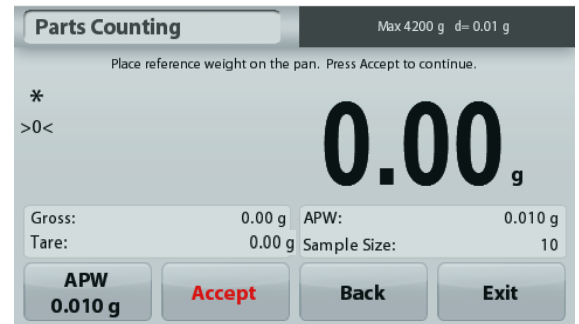 Parts Counting Max 4200 g d= 0.01 g
Place reference weight on the pan. Press Accept to continue.
*
>0<
0.00 g
Gross: 0.00 g APW: 0.010 g
Tare: 0.00 g Sample Size: 10
APW
0.010 g
Accept
Back
Exit